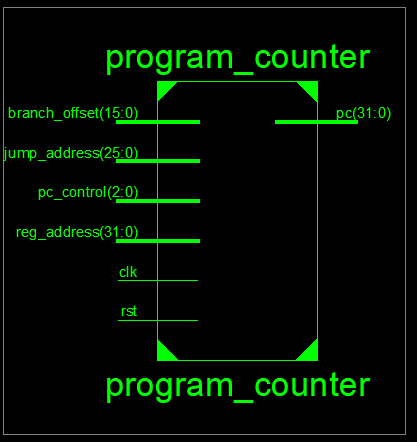 program_counter
branch_offset(15:0)
pc(31:0)
jump_address(25:0)
pc_control(2:0)
reg_address(31:0)
clk
rst
program_counter